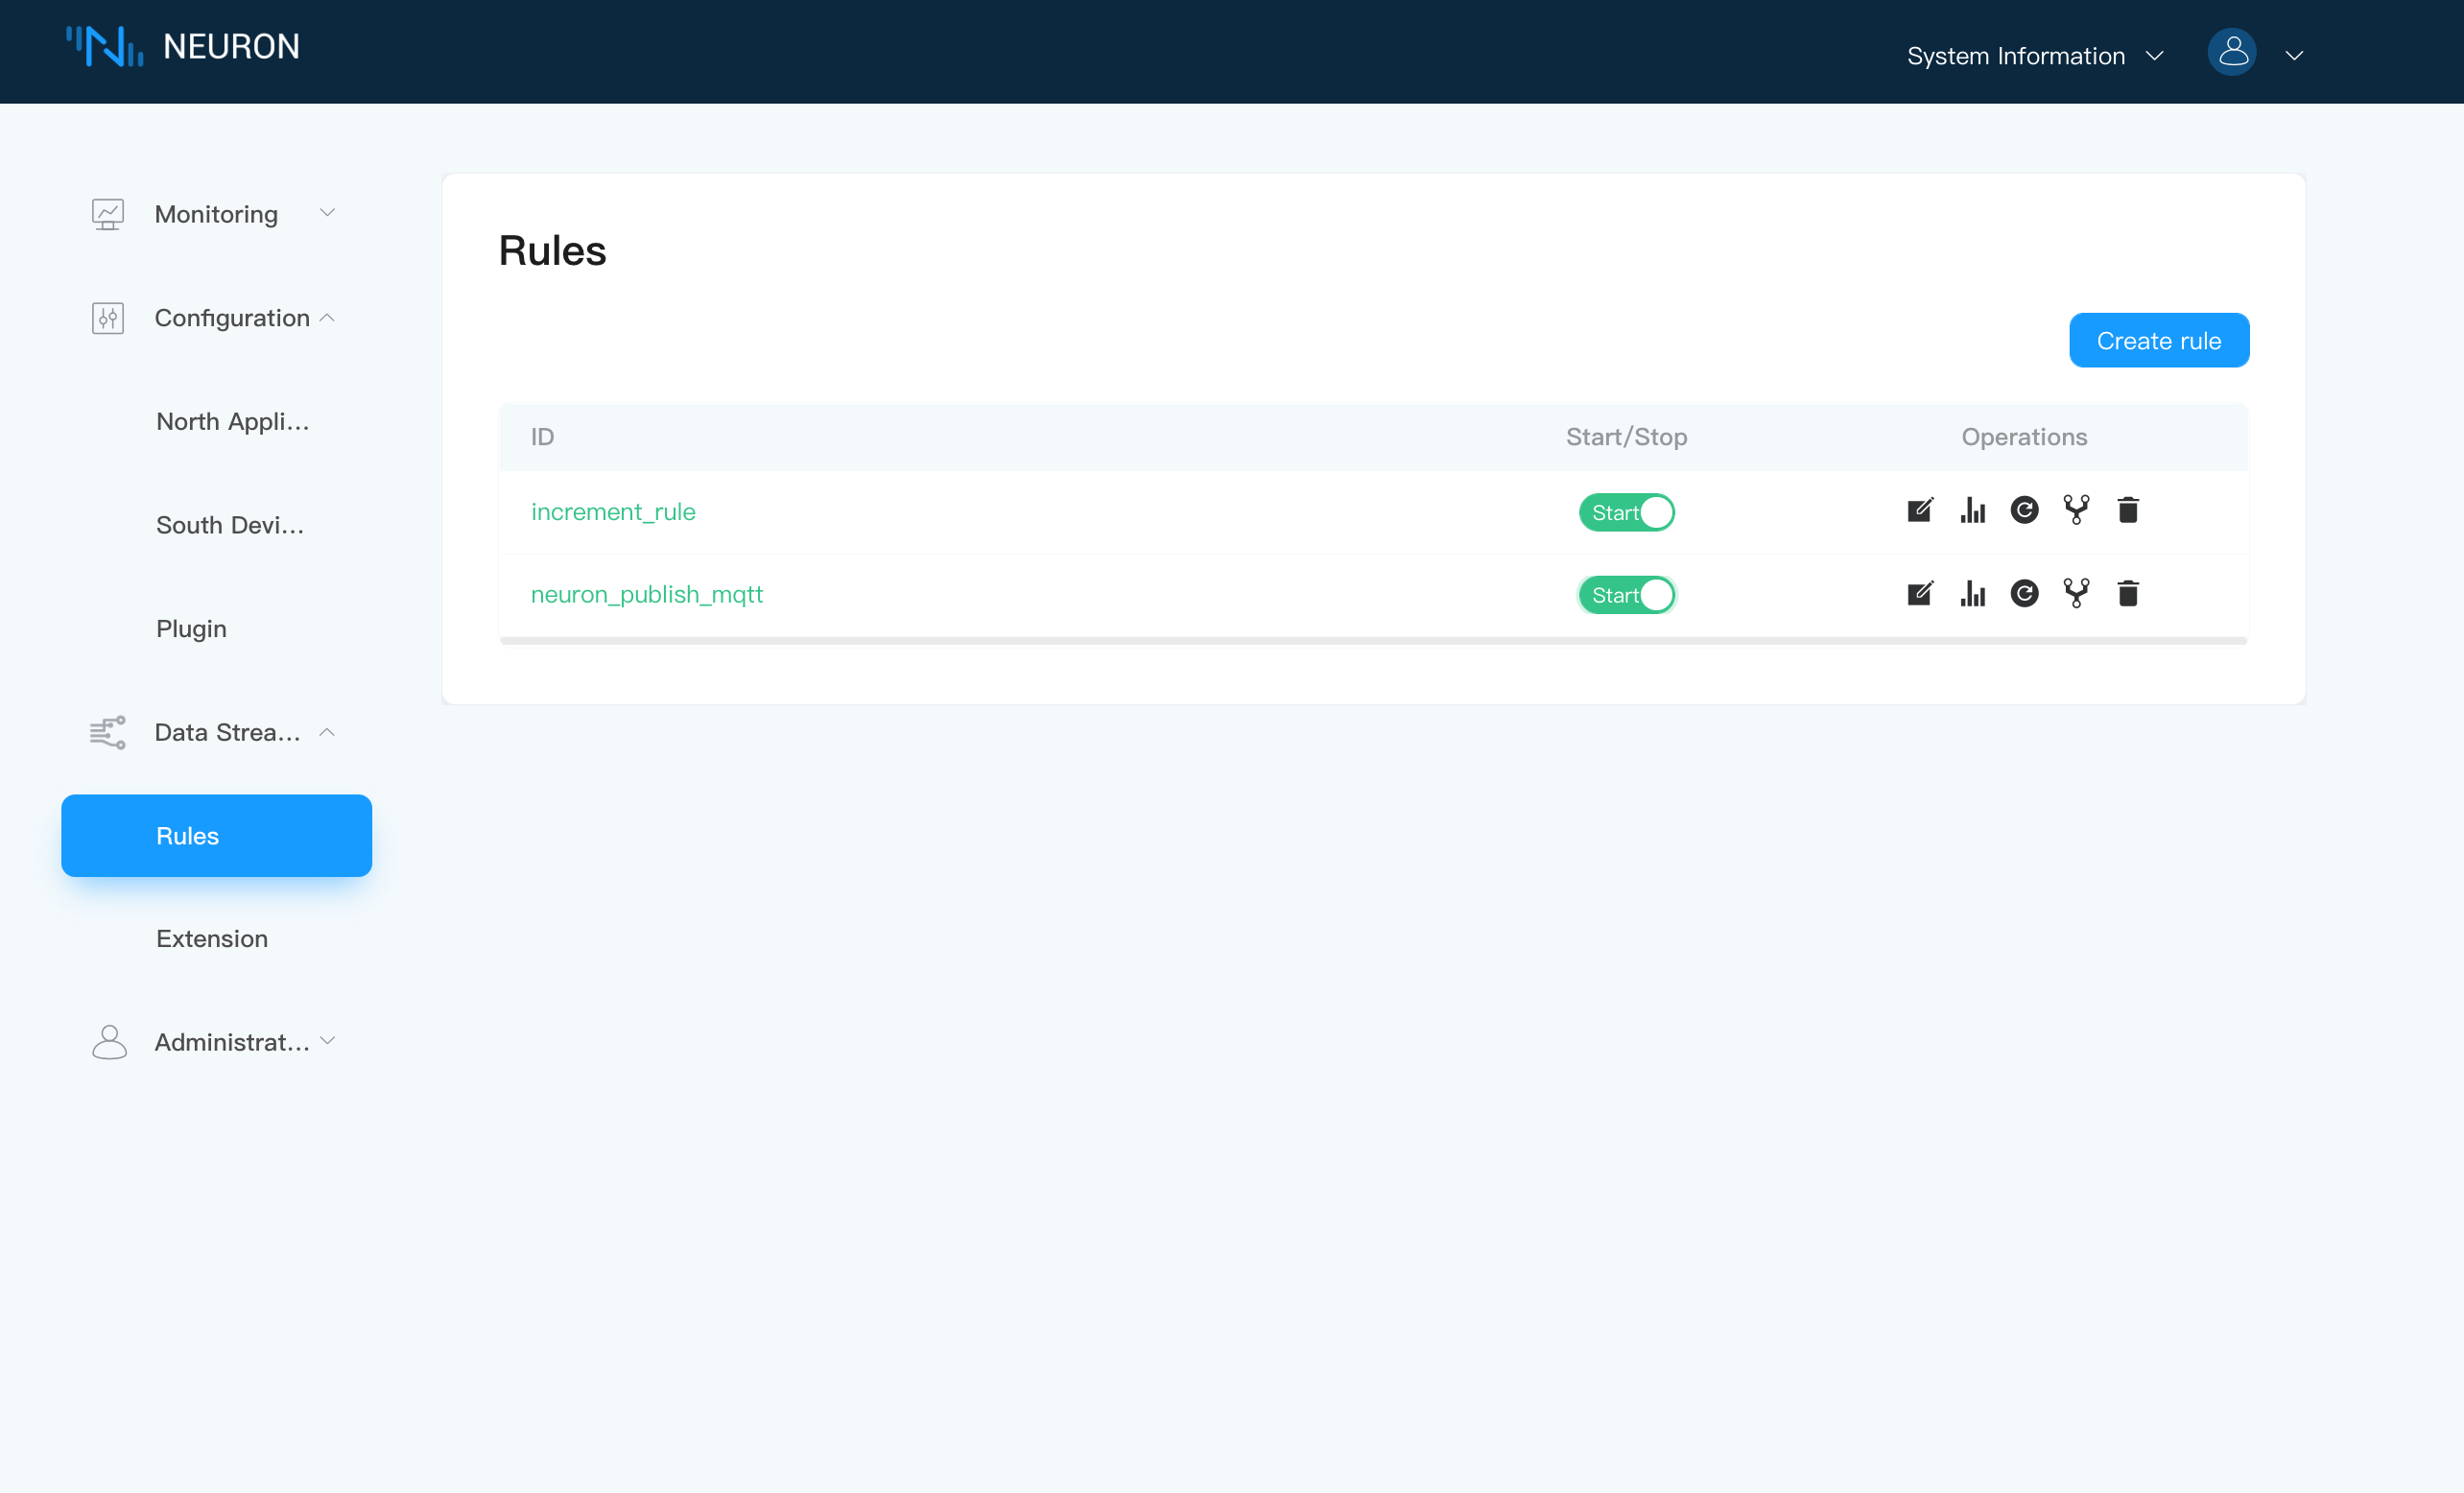 NEURON
System Information
Monitoring
Configuration
North Appli...
South Devi...
Plugin
Data Strea...
Rules
Extension
Administrat...
Rules
Create rule
ID Start/Stop Operations
increment_rule Start
neuron_publish_mqtt Start